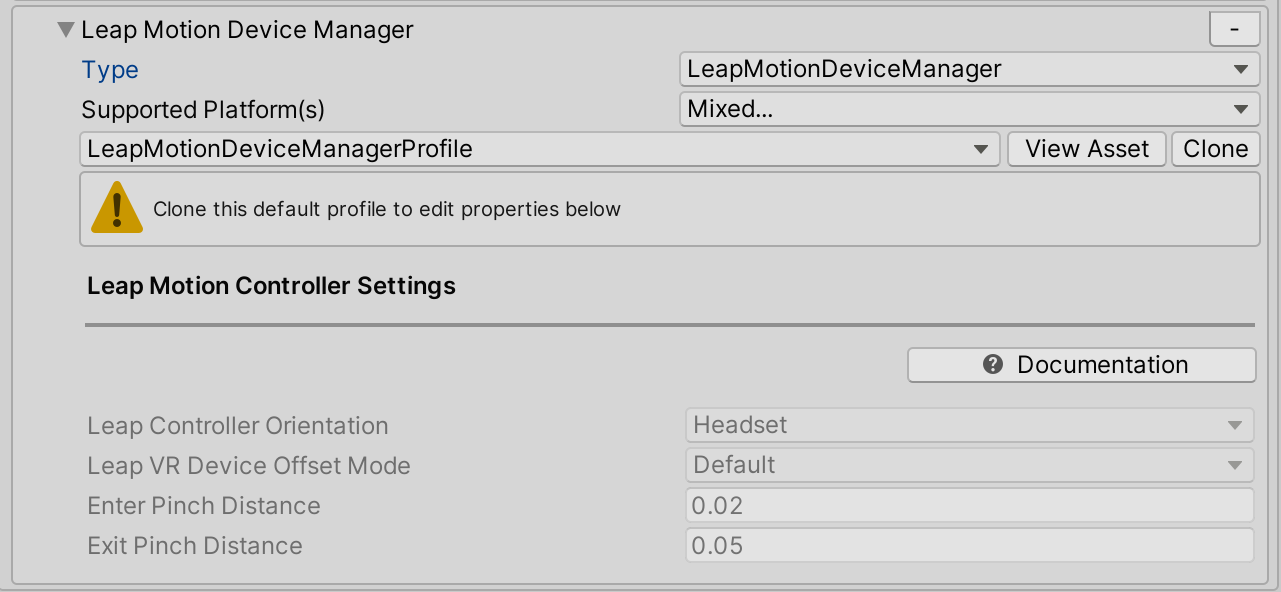 Leap Motion Device Manager -
Type LeapMotionDeviceManager
Supported Platform(s) Mixed...
LeapMotionDeviceManagerProfile View Asset Clone
Clone this default profile to edit properties below
Leap Motion Controller Settings
Documentation
Leap Controller Orientation Headset
Leap VR Device Offset Mode Default
Enter Pinch Distance 0.02
Exit Pinch Distance 0.05